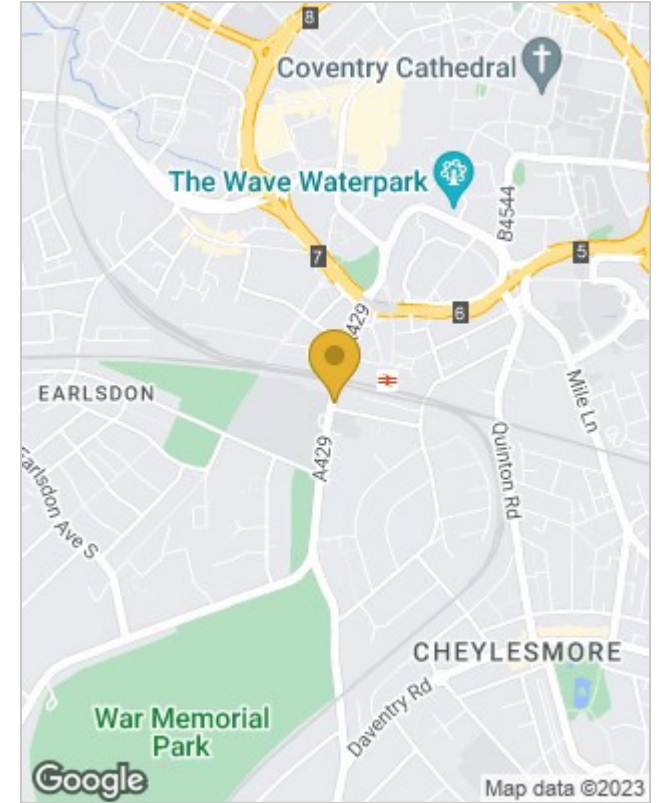 8
Coventry Cathedral
The Wave Waterpark
B4544
7
5
6
A429
EARLSDON
Mile Ln
A429
Quinton Rd
Earlsdon Ave S
CHEYLESMORE
War Memorial
Park
Daventry Rd
Google
Map data ©2023